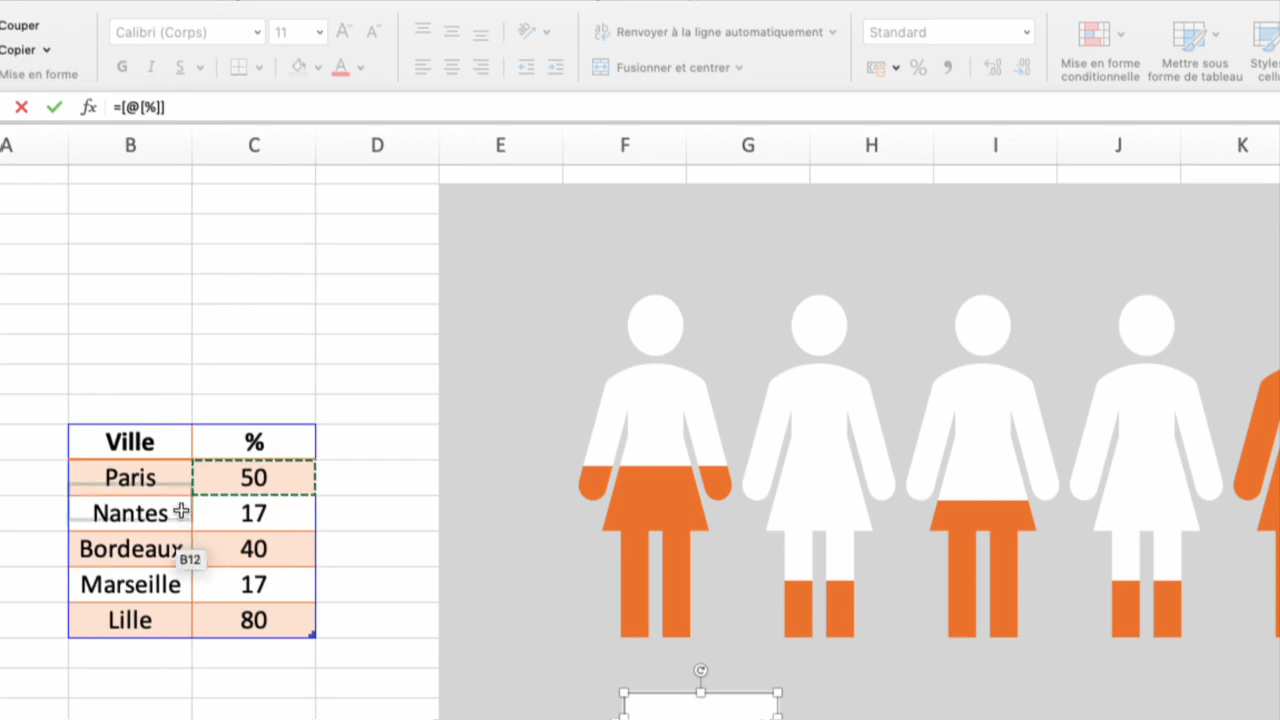 Couper
Calibri (Corps) 11 A A
ab Renvoyer à la ligne automatiquement
Standard
Copier
Mise en forme
G I S A
Fusionner et centrer
%
Mise en forme conditionnelle
Mettre sous forme de tableau
Styles
cellu
fx =[@[%]]
A B C D E F G H I J K
Ville %
Paris 50
Nantes 17
Bordeaux 40
B12
Marseille 17
Lille 80